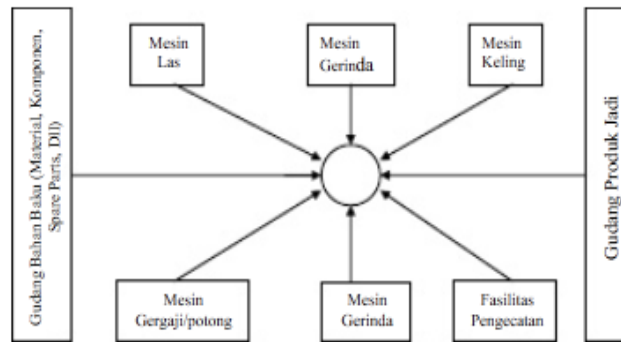 Gudang Bahan Baku (Material, Komponen,
Spare Parts, Dll)
Mesin
Las
Mesin
Gerinda
Mesin
Keling
Gudang Produk Jadi
Mesin
Gergaji/potong
Mesin
Gerinda
Fasilitas
Pengecatan